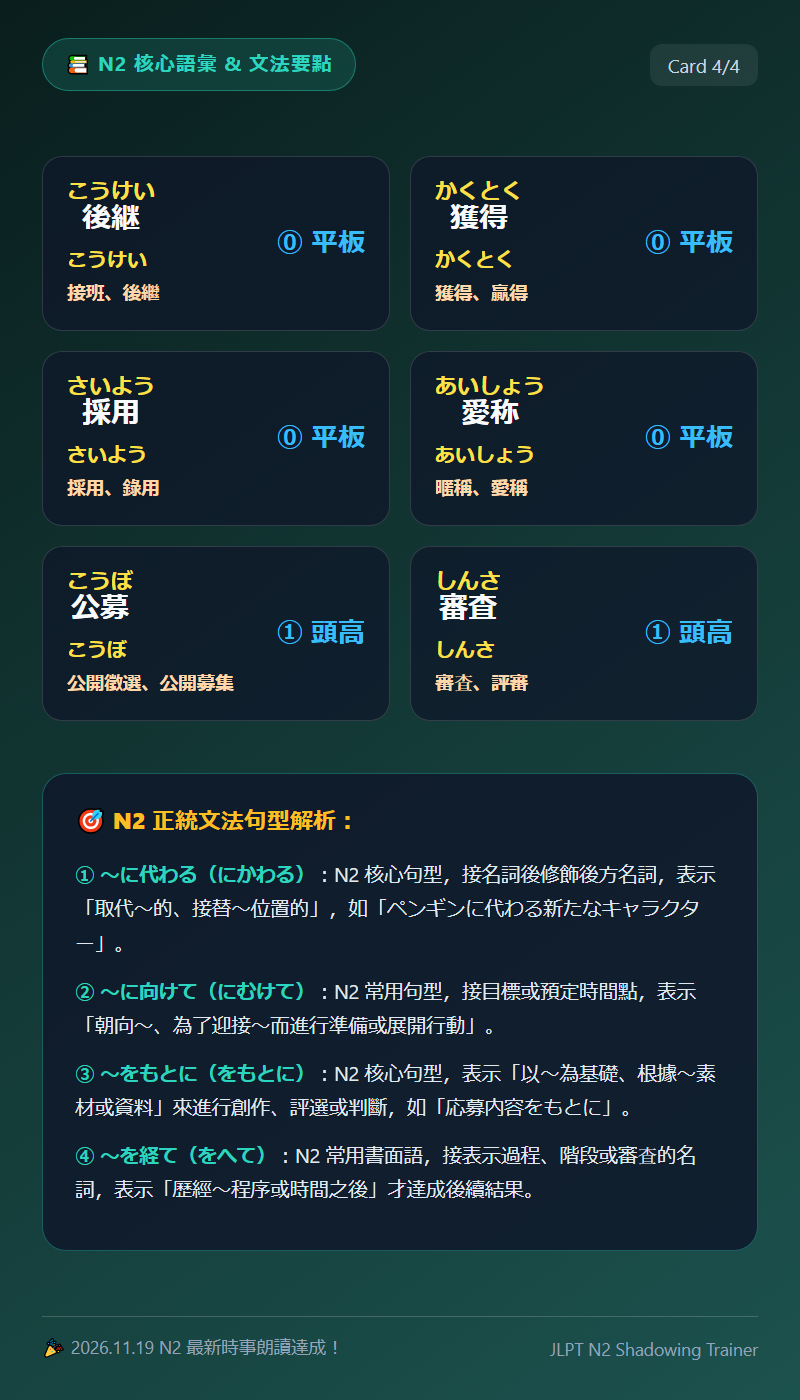 📚 N2 核心語彙 & 文法要點
Card 4/4
こうけい
後継
こうけい
接班、後繼
⓪ 平板
かくとく
獲得
かくとく
獲得、贏得
⓪ 平板
さいよう
採用
さいよう
採用、錄用
⓪ 平板
あいしょう
愛称
あいしょう
暱稱、愛稱
⓪ 平板
こうぼ
公募
こうぼ
公開徵選、公開募集
① 頭高
しんさ
審査
しんさ
審查、評審
① 頭高
🎯 N2 正統文法句型解析：
① ～に代わる（にかわる）：N2 核心句型，接名詞後修飾後方名詞，表示
「取代～的、接替～位置的」，如「ペンギンに代わる新たなキャラクタ
ー」。
② ～に向けて（にむけて）：N2 常用句型，接目標或預定時間點，表示
「朝向～、為了迎接～而進行準備或展開行動」。
③ ～をもとに（をもとに）：N2 核心句型，表示「以～為基礎、根據～素
材或資料」來進行創作、評選或判斷，如「応募内容をもとに」。
④ ～を経て（をへて）：N2 常用書面語，接表示過程、階段或審查的名
詞，表示「歷經～程序或時間之後」才達成後續結果。
🎉 2026.11.19 N2 最新時事朗讀達成！
JLPT N2 Shadowing Trainer